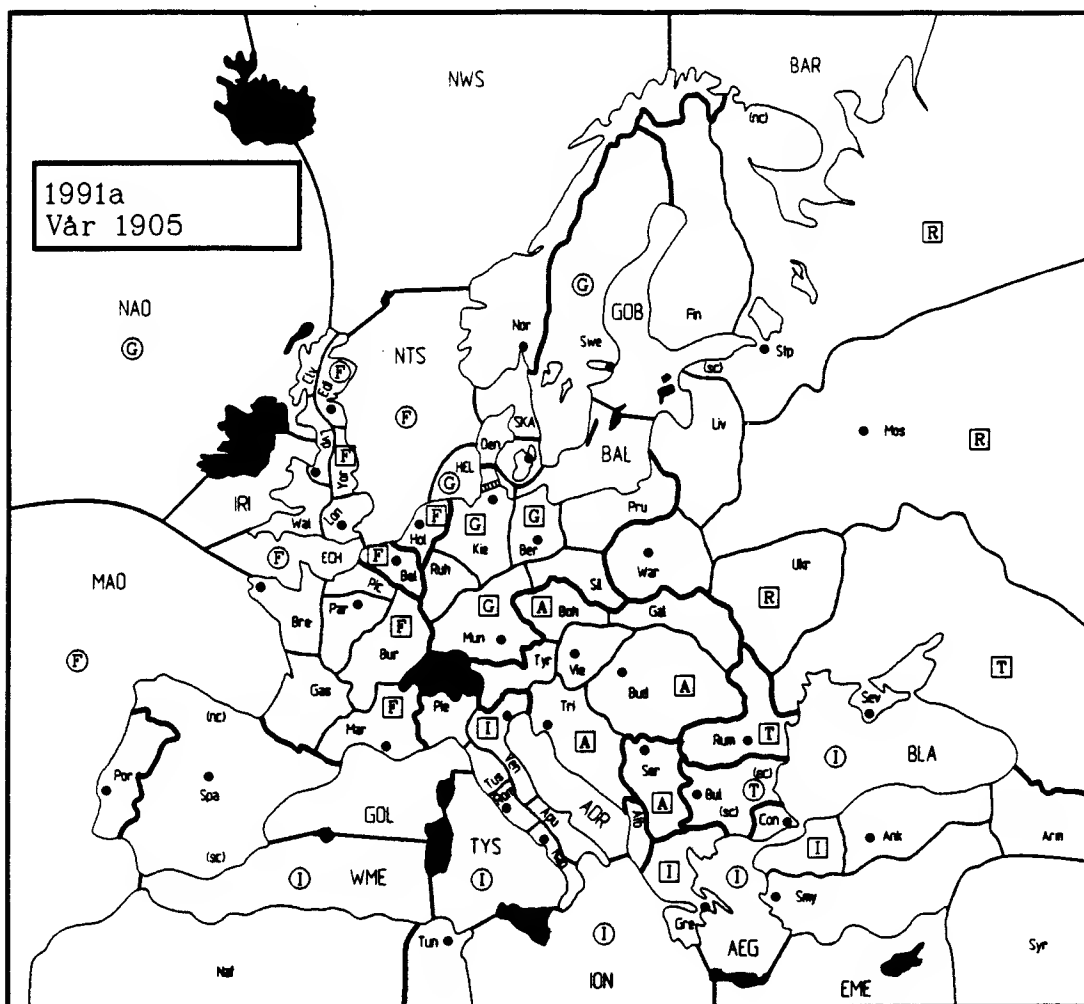 NWS
BAR
(nc)
1991a
Vår 1905
R
NAO
G
G
GOB
Nor
Fin
NTS
Swe
Stp
Cly
F
Edi
(sc)
F
SKA
Liv
Mos
R
Lvp
Den
F
Yor
HEL
BAL
IRI
G
Pru
Wal
Lon
F
G
G
Hol
Kie
Ber
F
ECH
F
Bel
Ruh
War
Ukr
MAO
Pic
Sil
R
Par
G
A
Boh
Gal
Bre
F
Mun
F
Bur
Tyr
Vie
T
Gas
Bud
A
Sev
(nc)
F
Pie
I
Tri
Mar
Ven
A
Rum
T
I
BLA
Por
Ser
(ec)
Spa
Tus
Bul
T
GOL
Rom
ADR
Alb
A
(sc)
Con
Apu
Ank
Arm
TYS
Nap
I
(sc)
I
WME
I
I
I
Smy
I
Gre
Tun
AEG
Syr
Naf
ION
EME